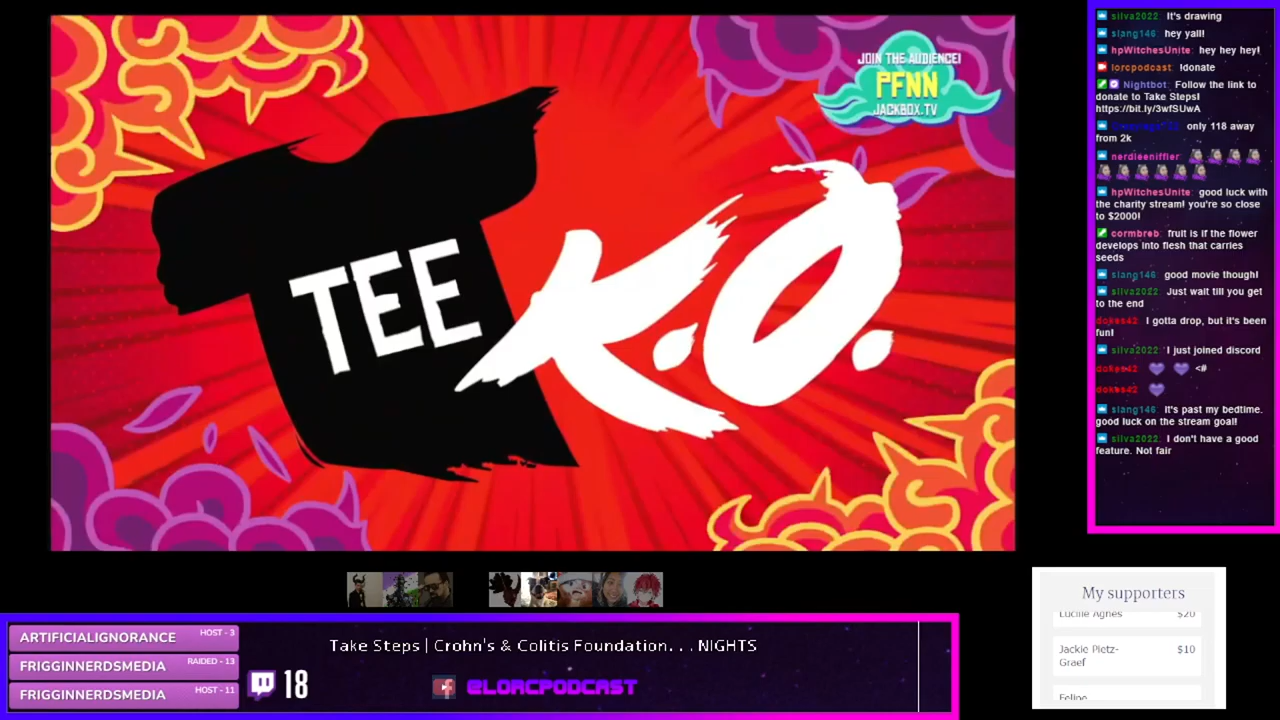 JOIN THE AUDIENCE!
PFNN
JACKBOX.TV
TEE
K.O.
silva2022: It's drawing
slang146: hey yall!
hpWitchesUnite: hey hey hey!
lorcpodcast: !donate
Nightbot: Follow the link to
donate to Take Steps!
https://bit.ly/3wfSUwA
only 118 away
from 2k
nerdieeniffler:
hpWitchesUnite: good luck with
the charity stream! you're so close
to $2000!
cormbreb: fruit is if the flower
develops into flesh that carries
seeds
slang146: good movie though!
silva2022: Just wait till you get
to the end
dokes42: I gotta drop, but it's been
fun!
silva2022: I just joined discord
dokes42: <#
dokes42:
slang146: It's past my bedtime.
good luck on the stream goal!
silva2022: I don't have a good
feature. Not fair
My supporters
Lucille Agnes $20
Jackie Pietz-
Graef $10
Feline
ARTIFICIALIGNORANCE HOST - 3
FRIGGINNERDSMEDIA RAIDED - 13
FRIGGINNERDSMEDIA HOST - 11
18
Take Steps | Crohn's & Colitis Foundation... NIGHTS
@LORCPODCAST